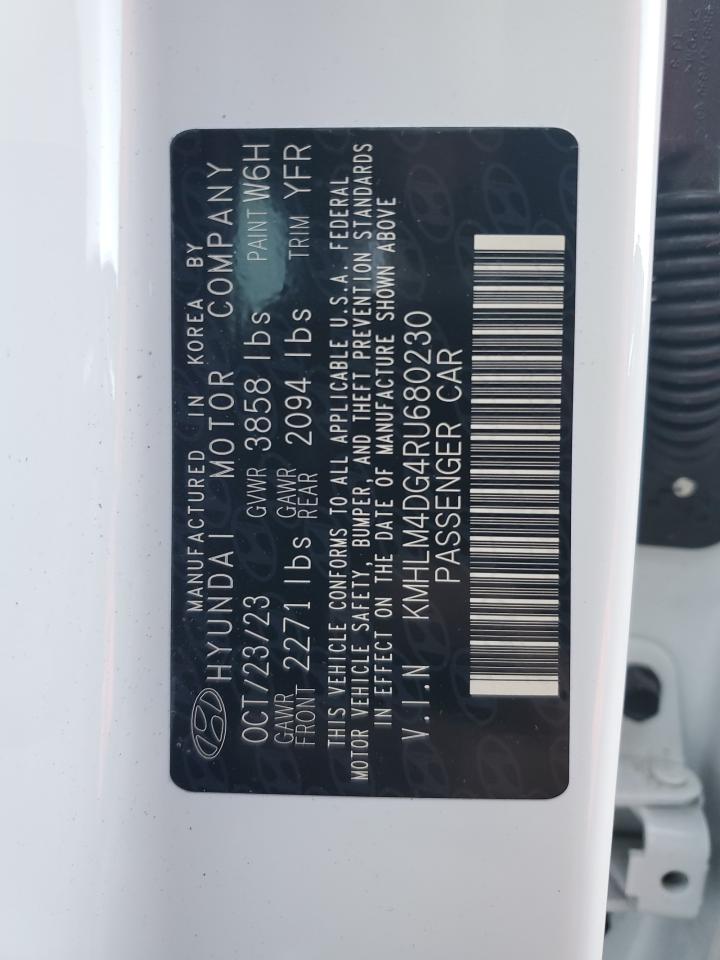 MANUFACTURED IN KOREA BY
HYUNDAI MOTOR COMPANY
OCT/23/23 GVWR 3858 lbs PAINT W6H
GAWR FRONT 2271 lbs GAWR REAR 2094 lbs TRIM YFR
THIS VEHICLE CONFORMS TO ALL APPLICABLE U.S.A. FEDERAL
MOTOR VEHICLE SAFETY, BUMPER, AND THEFT PREVENTION STANDARDS
IN EFFECT ON THE DATE OF MANUFACTURE SHOWN ABOVE
V.I.N KMHLM4DG4RU680230
PASSENGER CAR